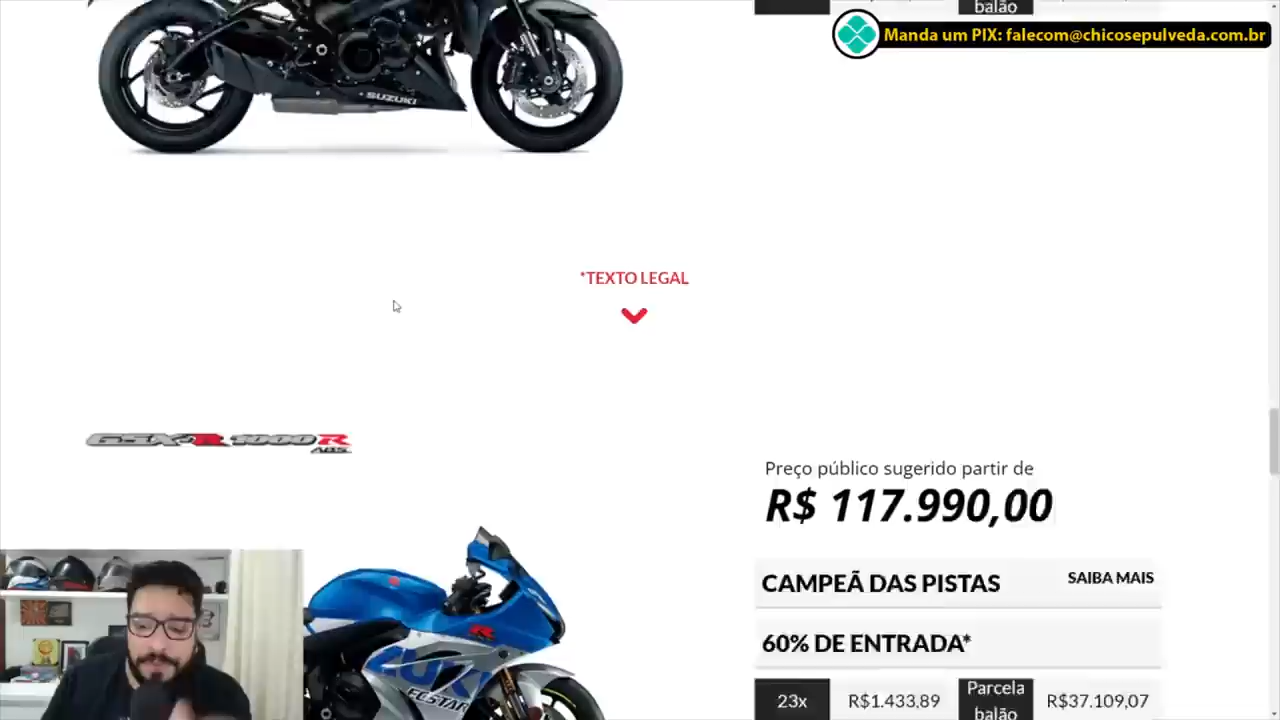 balão
Manda um PIX: falecom@chicosepulveda.com.br
SUZUKI
*TEXTO LEGAL
GSX-R 1000R
ABS
Preço público sugerido partir de
R$ 117.990,00
CAMPEÃ DAS PISTAS
SAIBA MAIS
60% DE ENTRADA*
R
ECSTAR
23x
R$1.433,89
Parcela
balão
R$37.109,07